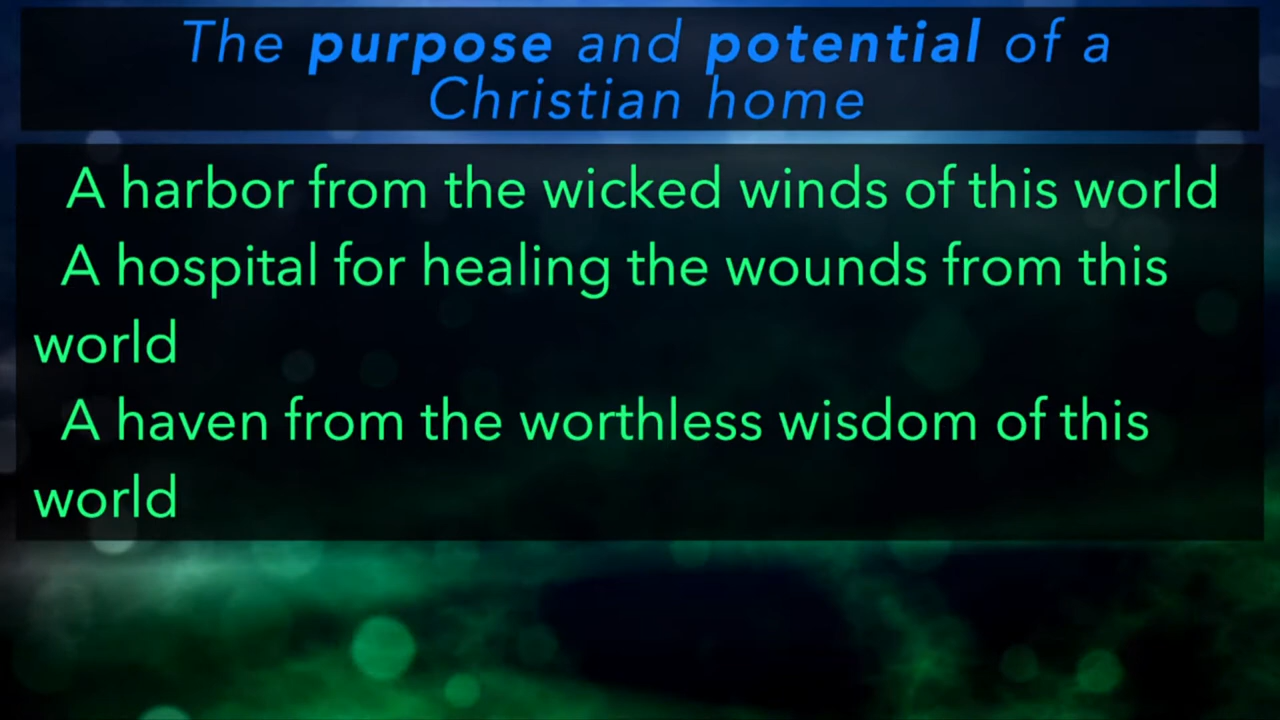 The purpose and potential of a
Christian home
A harbor from the wicked winds of this world
A hospital for healing the wounds from this
world
A haven from the worthless wisdom of this
world